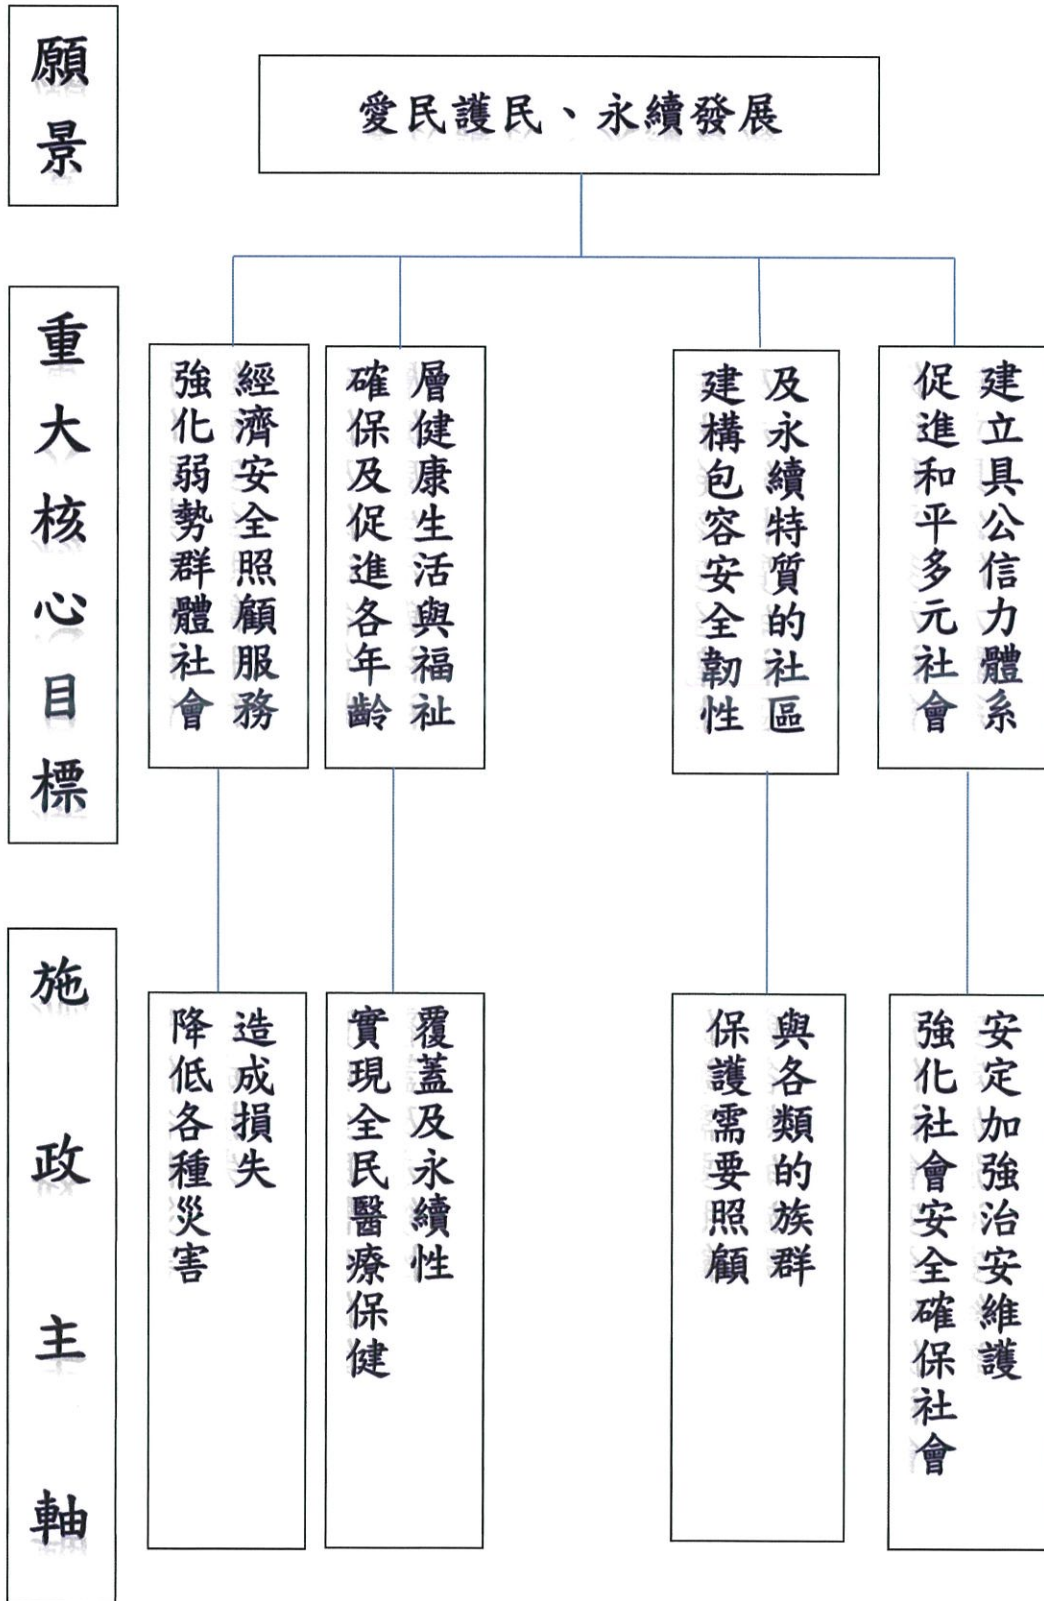 願景
愛民護民、永續發展
重大核心目標
強化弱勢群體社會
經濟安全照顧服務
確保及促進各年齡
層健康生活與福祉
建構包容安全韌性
及永續特質的社區
促進和平多元社會
建立具公信力體系
施政主軸
降低各種災害
造成損失
實現全民醫療保健
覆蓋及永續性
保護需要照顧
與各類的族群
強化社會安全確保社會
安定加強治安維護